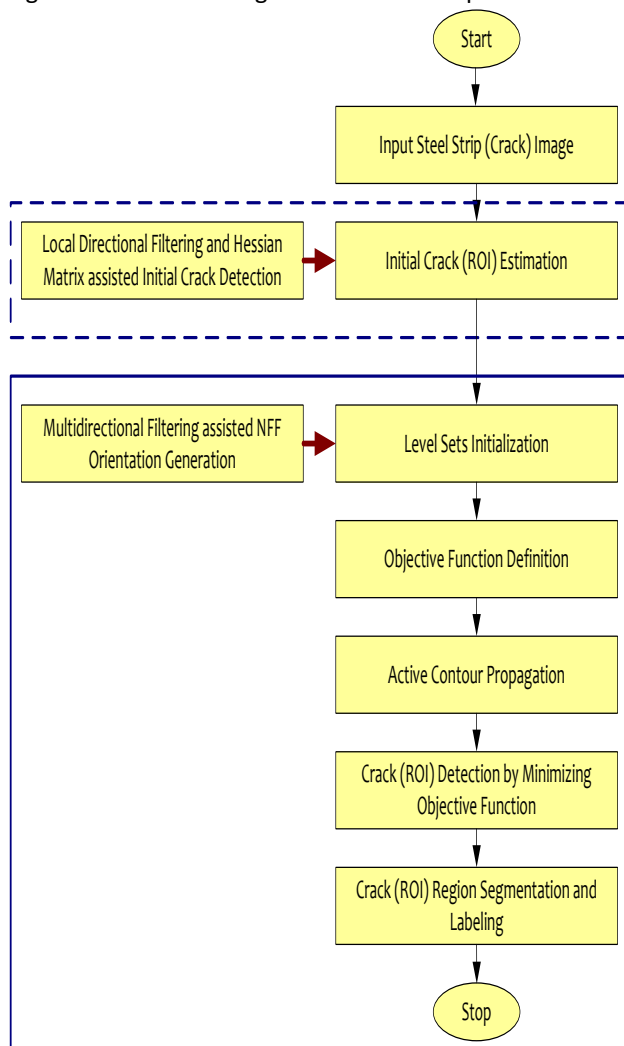 Start
Input Steel Strip (Crack) Image
Local Directional Filtering and Hessian
Matrix assisted Initial Crack Detection
Initial Crack (ROI) Estimation
Multidirectional Filtering assisted NFF
Orientation Generation
Level Sets Initialization
Objective Function Definition
Active Contour Propagation
Crack (ROI) Detection by Minimizing
Objective Function
Crack (ROI) Region Segmentation and
Labeling
Stop